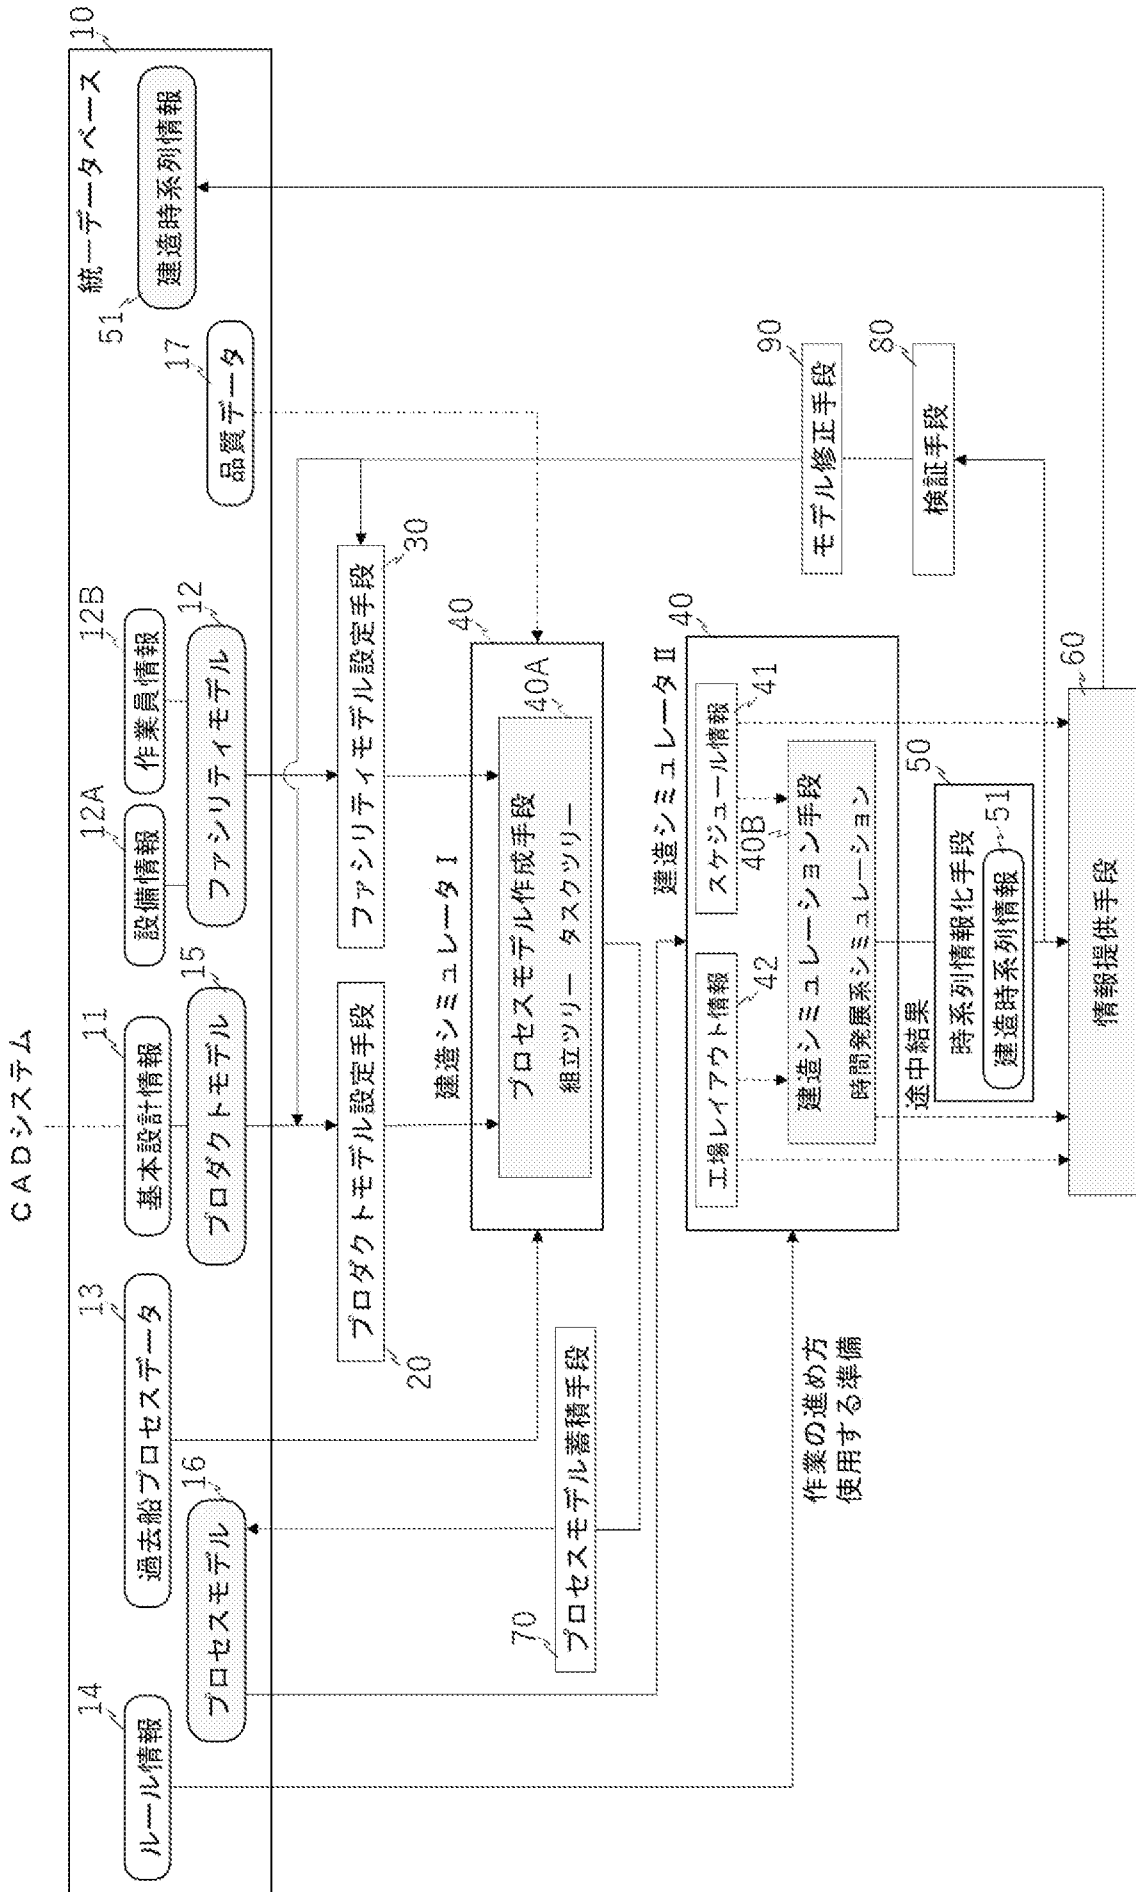 CADシステム
統一データベース
10
ルール情報
14
過去船プロセスデータ
13
基本設計情報
11
設備情報
12A
作業員情報
12B
建造時系列情報
51
プロセスモデル
16
プロダクトモデル
15
ファシリティモデル
12
品質データ
17
プロダクトモデル設定手段
20
ファシリティモデル設定手段
30
建造シミュレータⅠ
40
プロセスモデル作成手段
組立ツリー タスクツリー
40A
プロセスモデル蓄積手段
70
建造シミュレータⅡ
40
工場レイアウト情報
42
スケジュール情報
41
建造シミュレーション手段
時間発展系シミュレーション
40B
作業の進め方
使用する準備
途中結果
時系列情報化手段
50
建造時系列情報
51
モデル修正手段
90
検証手段
80
情報提供手段
60